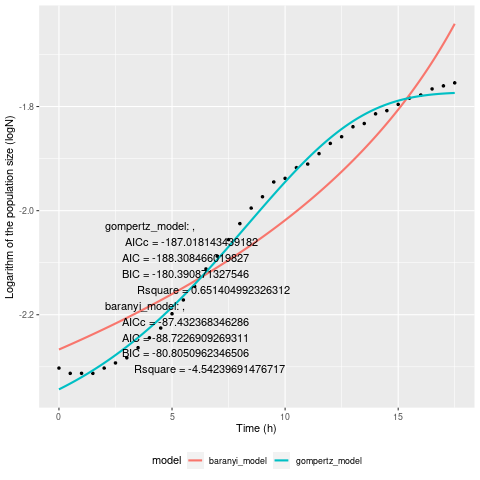 Logarithm of the population size (logN)
-1.8
-2.0
-2.2
gompertz_model: ,
AICc = -187.018143439182
AIC = -188.308466019827
BIC = -180.390871327546
Rsquare = 0.651404992326312
baranyi_model: ,
AICc = -87.432368346286
AIC = -88.7226909269311
BIC = -80.8050962346506
Rsquare = -4.54239691476717
0 5 10 15
Time (h)
model baranyi_model gompertz_model